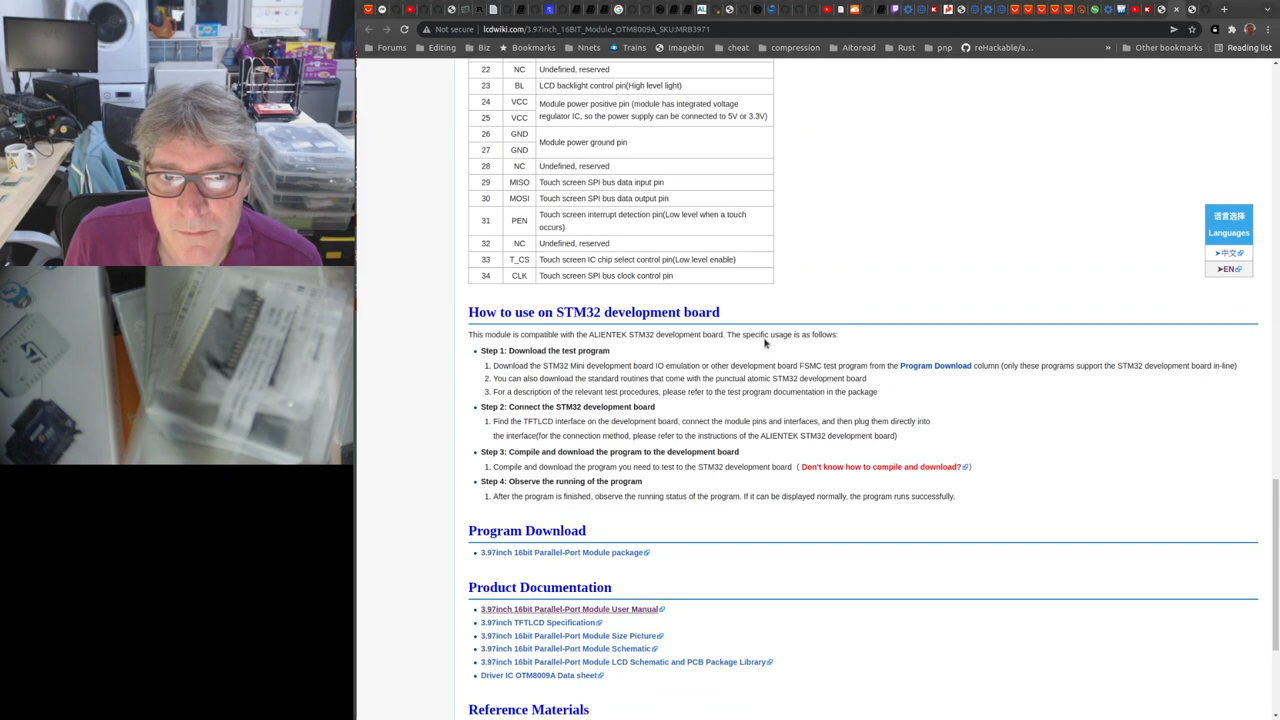 Not secure | lcdwiki.com/3.97inch_16BIT_Module_OTM8009A_SKU:MRB3971
Forums Editing Biz Bookmarks Nnets Trains Imagebin cheat compression AItoread Rust pnp reHackable/a... » Other bookmarks Reading list
22 NC Undefined, reserved
23 BL LCD backlight control pin(High level light)
24 VCC Module power positive pin (module has integrated voltage
25 VCC regulator IC, so the power supply can be connected to 5V or 3.3V)
26 GND Module power ground pin
27 GND
28 NC Undefined, reserved
29 MISO Touch screen SPI bus data input pin
30 MOSI Touch screen SPI bus data output pin
31 PEN Touch screen interrupt detection pin(Low level when a touch
occurs)
32 NC Undefined, reserved
33 T_CS Touch screen IC chip select control pin(Low level enable)
34 CLK Touch screen SPI bus clock control pin
语言选择
Languages
➤中文
➤EN
How to use on STM32 development board
This module is compatible with the ALIENTEK STM32 development board. The specific usage is as follows:
• Step 1: Download the test program
1. Download the STM32 Mini development board IO emulation or other development board FSMC test program from the Program Download column (only these programs support the STM32 development board in-line)
2. You can also download the standard routines that come with the punctual atomic STM32 development board
3. For a description of the relevant test procedures, please refer to the test program documentation in the package
• Step 2: Connect the STM32 development board
1. Find the TFTLCD interface on the development board, connect the module pins and interfaces, and then plug them directly into
the interface(for the connection method, please refer to the instructions of the ALIENTEK STM32 development board)
• Step 3: Compile and download the program to the development board
1. Compile and download the program you need to test to the STM32 development board ( Don't know how to compile and download? )
• Step 4: Observe the running of the program
1. After the program is finished, observe the running status of the program. If it can be displayed normally, the program runs successfully.
Program Download
• 3.97inch 16bit Parallel-Port Module package
Product Documentation
• 3.97inch 16bit Parallel-Port Module User Manual
• 3.97inch TFTLCD Specification
• 3.97inch 16bit Parallel-Port Module Size Picture
• 3.97inch 16bit Parallel-Port Module Schematic
• 3.97inch 16bit Parallel-Port Module LCD Schematic and PCB Package Library
• Driver IC OTM8009A Data sheet
Reference Materials